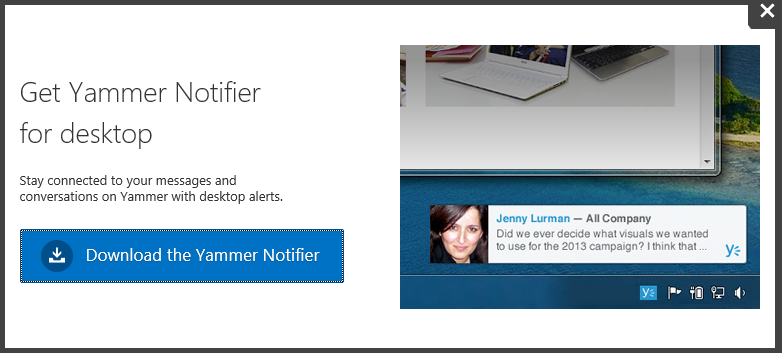 Get Yammer Notifier
for desktop
Stay connected to your messages and
conversations on Yammer with desktop alerts.
Download the Yammer Notifier
Jenny Lurman — All Company
Did we ever decide what visuals we wanted
to use for the 2013 campaign? I think that ...